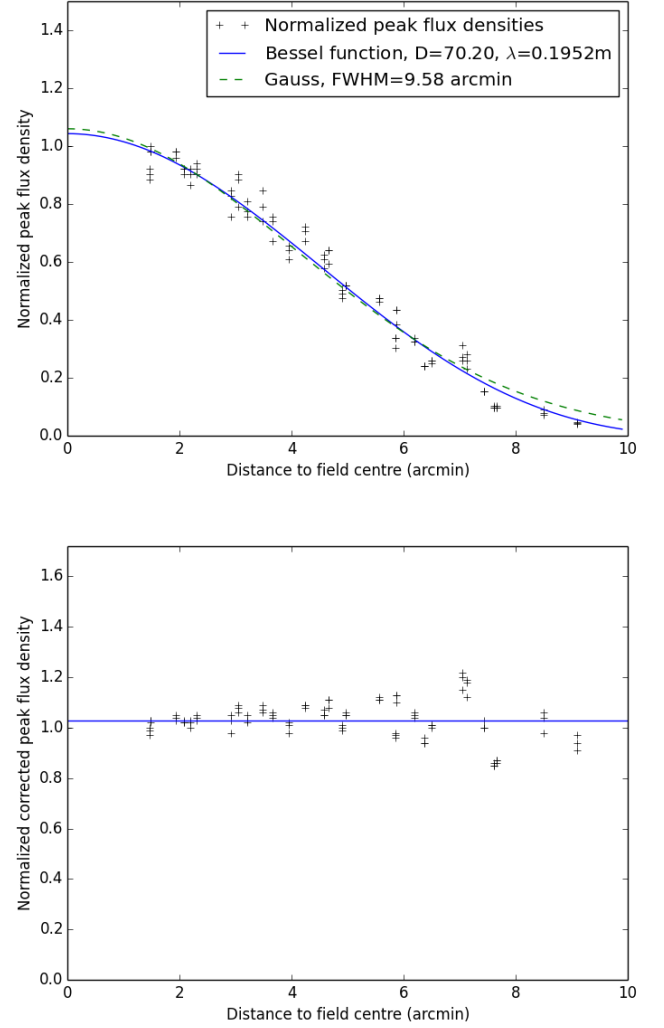 1.4
1.2
1.0
0.8
0.6
0.4
0.2
0.0
Normalized peak flux density
Normalized peak flux densities
Bessel function, D=70.20, λ=0.1952m
Gauss, FWHM=9.58 arcmin
0 2 4 6 8 10
Distance to field centre (arcmin)
1.6
1.4
1.2
1.0
0.8
0.6
0.4
0.2
0.0
Normalized corrected peak flux density
0 2 4 6 8 10
Distance to field centre (arcmin)